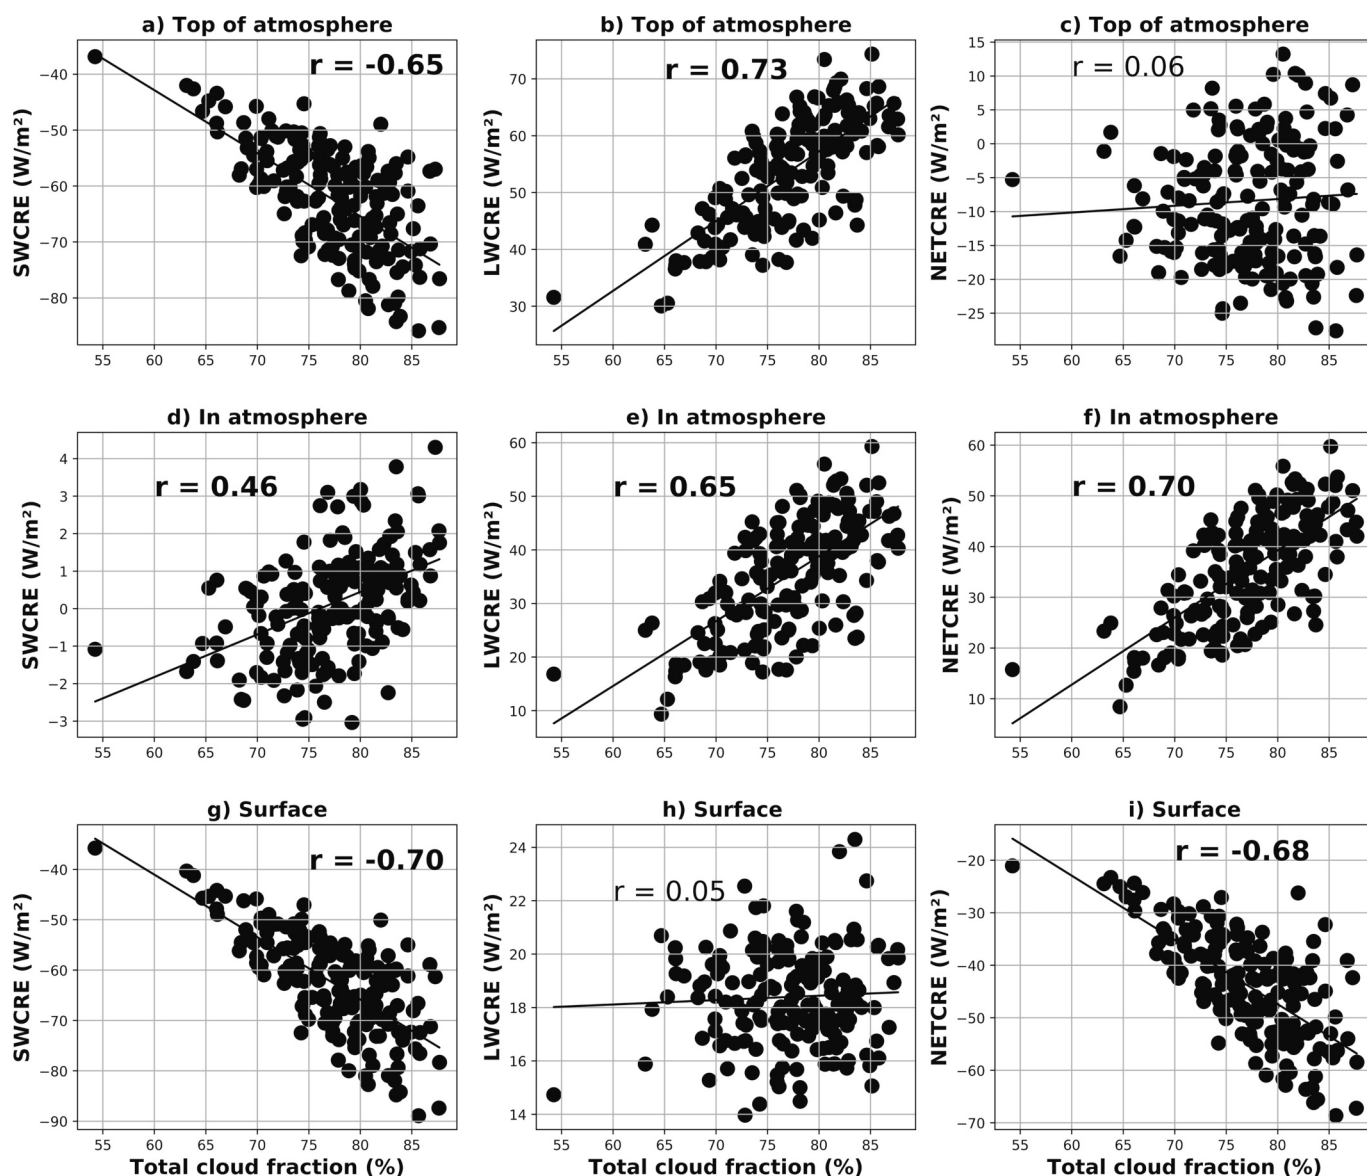 a) Top of atmosphere
b) Top of atmosphere
c) Top of atmosphere
r = -0.65
r = 0.73
r = 0.06
SWCRE (W/m²)
−40
−50
−60
−70
−80
55 60 65 70 75 80 85
LWCRE (W/m²)
70
60
50
40
30
55 60 65 70 75 80 85
NETCRE (W/m²)
15
10
5
0
−5
−10
−15
−20
−25
55 60 65 70 75 80 85
d) In atmosphere
e) In atmosphere
f) In atmosphere
r = 0.46
r = 0.65
r = 0.70
SWCRE (W/m²)
4
3
2
1
0
−1
−2
−3
55 60 65 70 75 80 85
LWCRE (W/m²)
60
50
40
30
20
10
55 60 65 70 75 80 85
NETCRE (W/m²)
60
50
40
30
20
10
55 60 65 70 75 80 85
g) Surface
h) Surface
i) Surface
r = -0.70
r = 0.05
r = -0.68
SWCRE (W/m²)
−40
−50
−60
−70
−80
−90
55 60 65 70 75 80 85
Total cloud fraction (%)
LWCRE (W/m²)
24
22
20
18
16
14
55 60 65 70 75 80 85
Total cloud fraction (%)
NETCRE (W/m²)
−20
−30
−40
−50
−60
−70
55 60 65 70 75 80 85
Total cloud fraction (%)